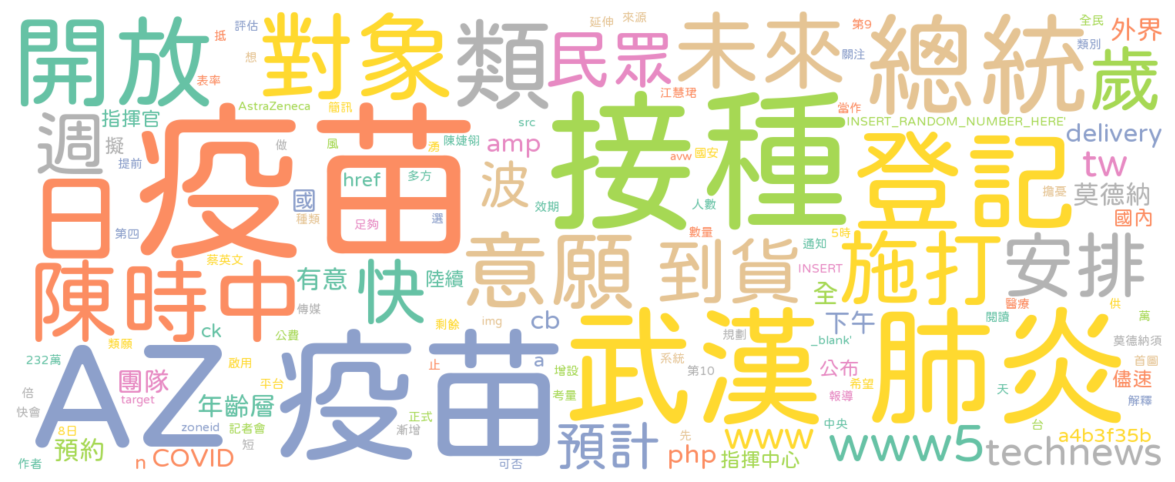 開放 抵 評估 想 表率 對象 類 民眾 延伸 來源 未來 第9 關注 總統 全民 類別 外界 歲
週 指揮官 擬 提前 AstraZeneca 簡訊 做 風 湧 陳婕翎 src amp 江慧珺 當作 INSERT_RANDOM_NUMBER_HERE' delivery tw
日 疫苗 國 種類 href 多方 足夠 選 波 效期 接種 avw 國安 人數 登記 擔憂 莫德納 國內
第四 蔡英文 陳時中 有意 傳媒 快 陸續 意願 到貨 數量 通知 5時 INSERT 全 施打 安排
類願 ck 公費 剩餘 img cb 規劃 下午 _blank' 醫療 閱讀 供 萬 莫德納須
232萬 AZ 團隊 target 啟用 平台 疫苗 止 a 增設 考量 武漢 系統 第10 公布 希望 報導 肺炎 天 首圖 儘速 解釋
倍 快會 8日 預約 作者 n COVID zoneid 年齡層 記者會 短 正式 漸增 可否 預計 先 php www 指揮中心 中央 www5 台 a4b3f35b technews